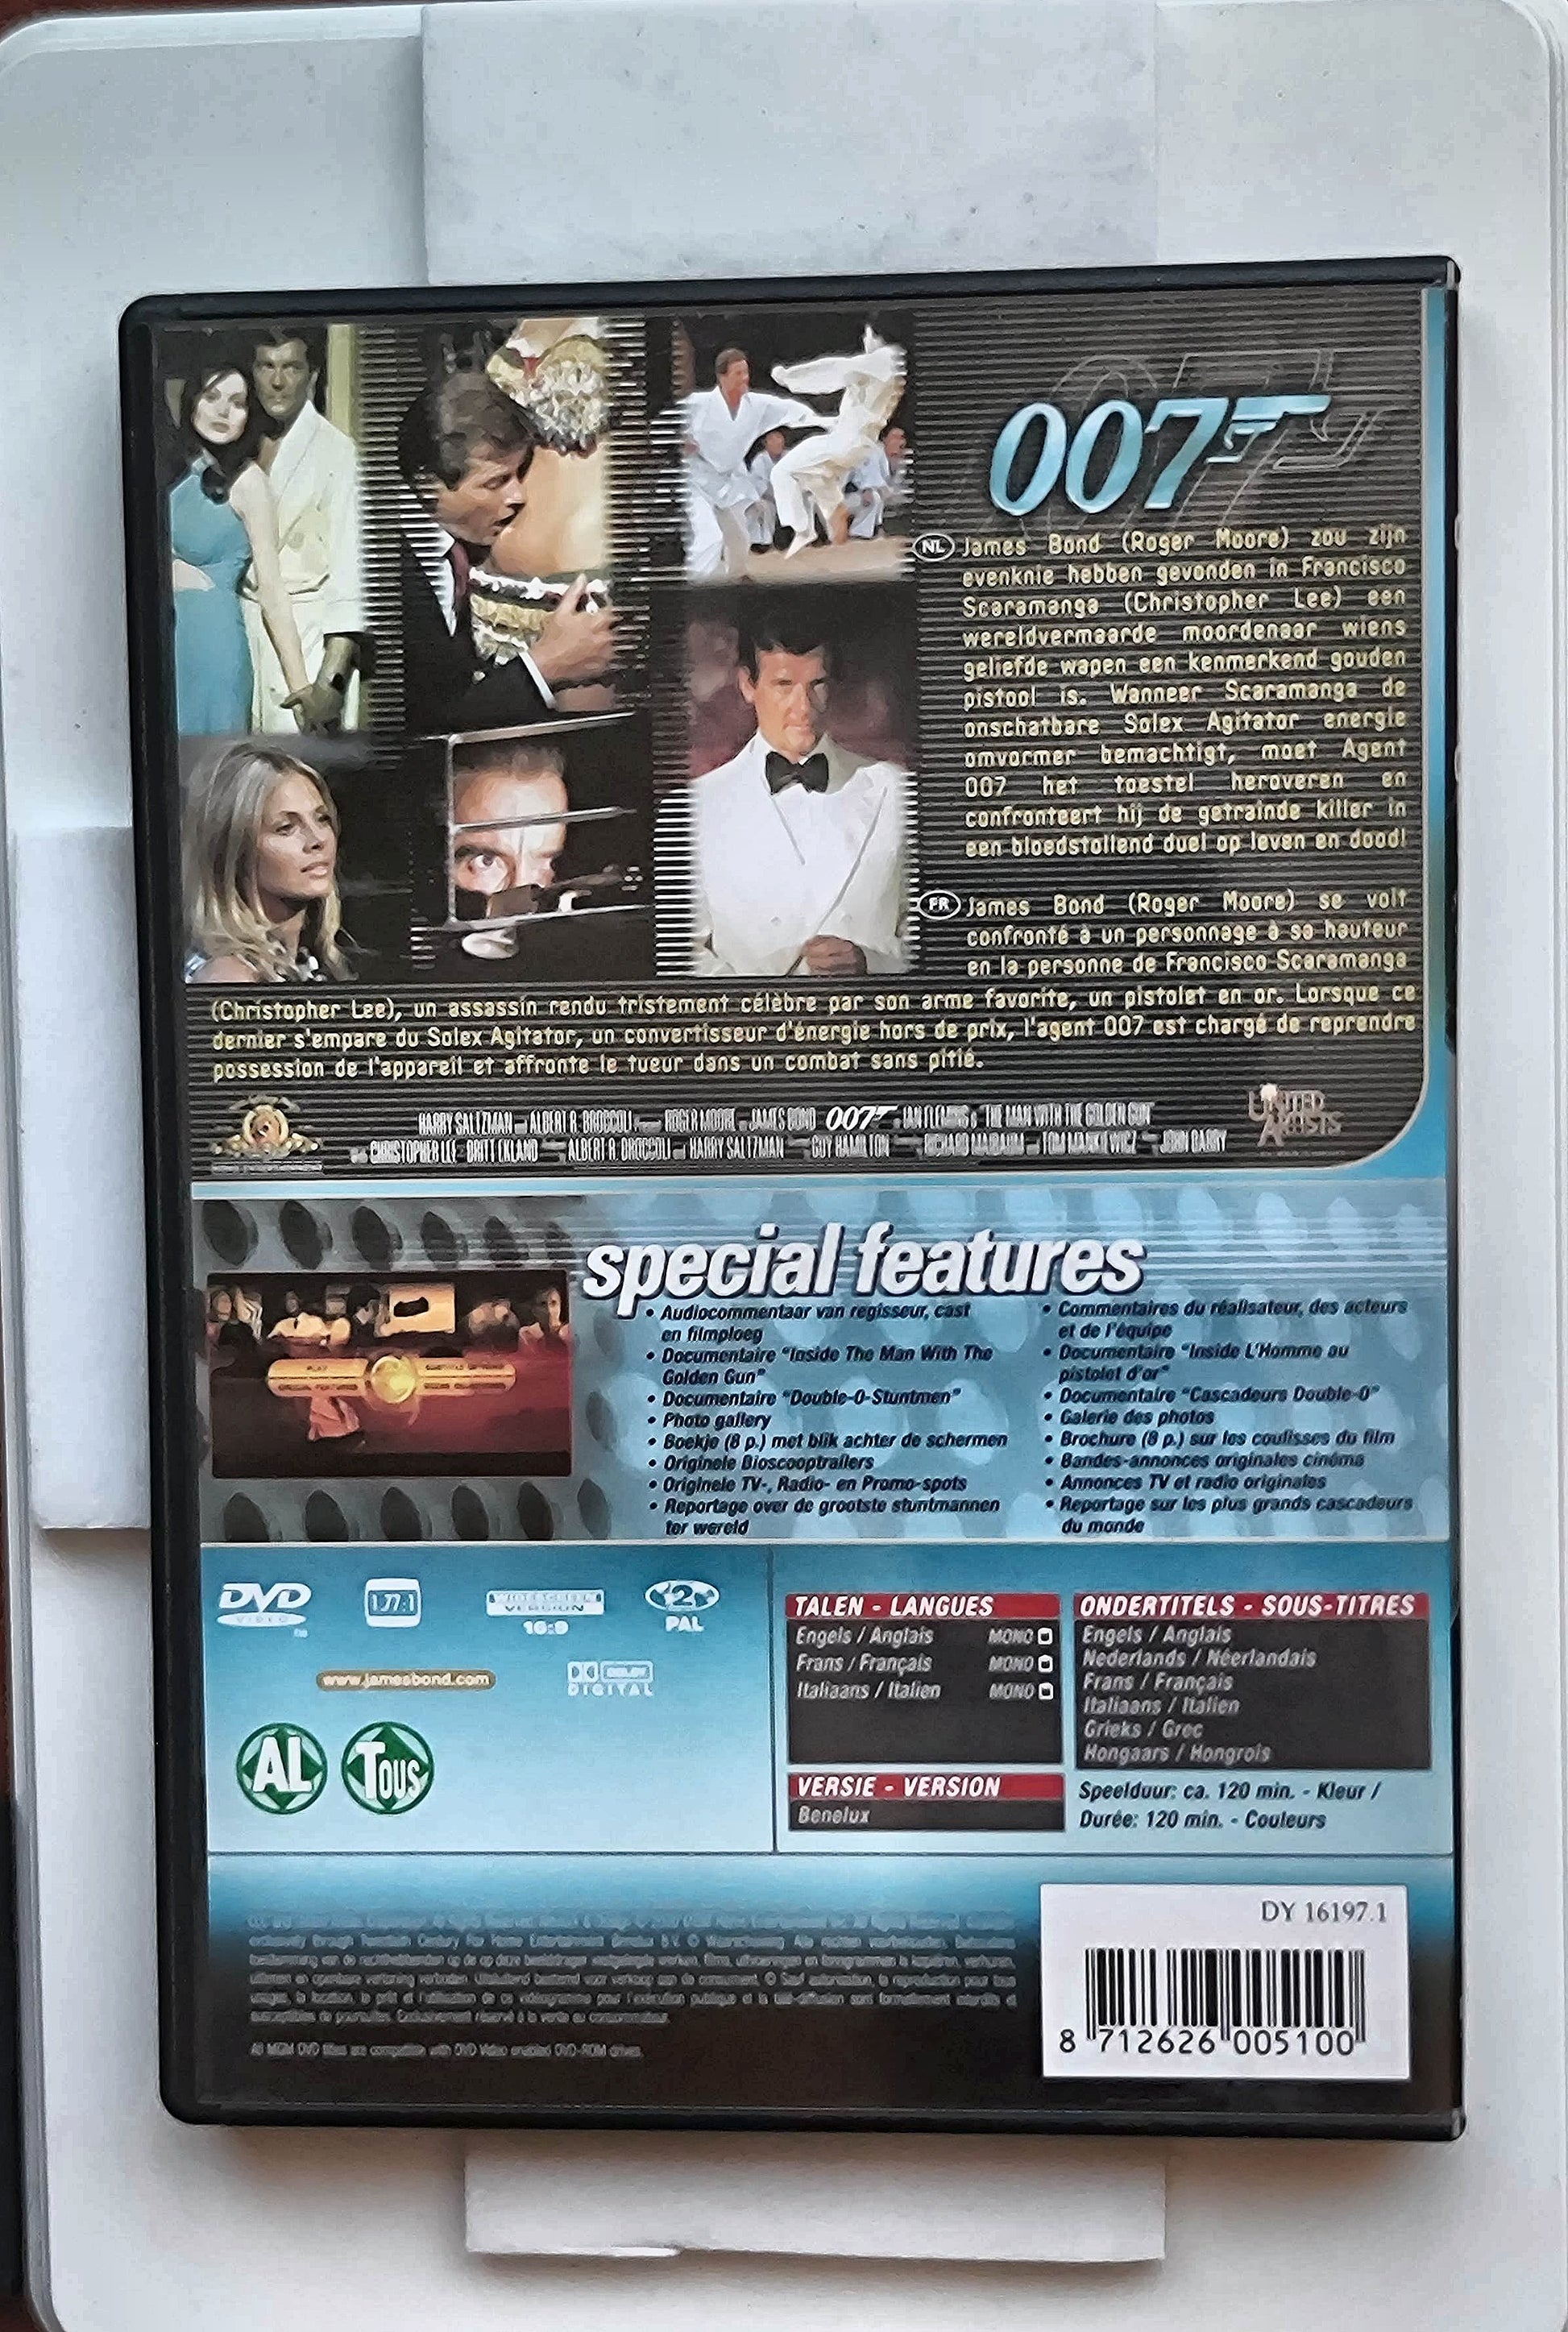 007
NL James Bond (Roger Moore) zou zijn
evenknie hebben gevonden in Francisco
Scaramanga (Christopher Lee) een
wereldvermaarde moordenaar wiens
geliefde wapen een kenmerkend gouden
pistool is. Wanneer Scaramanga de
onschatbare Solex Agitator energie
omvormer bemachtigt, moet Agent
007 het toestel heroveren en
confronteert hij de getrainde killer in
een bloedstollend duel op leven en dood!
FR James Bond (Roger Moore) se voit
confronté à un personnage à sa hauteur
en la personne de Francisco Scaramanga
(Christopher Lee), un assassin rendu tristement célèbre par son arme favorite, un pistolet en or. Lorsque ce
dernier s'empare du Solex Agitator, un convertisseur d'énergie hors de prix, l'agent 007 est chargé de reprendre
possession de l'appareil et affronte le tueur dans un combat sans pitié.
HARRY SALTZMAN ALBERT R. BROCCOLI ROGER MOORE JAMES BOND 007 IAN FLEMING'S THE MAN WITH THE GOLDEN GUN
CHRISTOPHER LEE BRITT EKLAND ALBERT R. BROCCOLI HARRY SALTZMAN GUY HAMILTON RICHARD MAIBAUM TOM MANKIEWICZ JOHN BARRY
UNITED
ARTISTS
special features
• Audiocommentaar van regisseur, cast
en filmploeg
• Documentaire "Inside The Man With The
Golden Gun"
• Documentaire "Double-O-Stuntmen"
• Photo gallery
• Boekje (8 p.) met blik achter de schermen
• Originele Bioscooptrailers
• Originele TV-, Radio- en Promo-spots
• Reportage over de grootste stuntmannen
ter wereld
• Commentaires du réalisateur, des acteurs
et de l'équipe
• Documentaire "Inside L'Homme au
pistolet d'or"
• Documentaire "Cascadeurs Double-0"
• Galerie des photos
• Brochure (8 p.) sur les coulisses du film
• Bandes-annonces originales cinéma
• Annonces TV et radio originales
• Reportage sur les plus grands cascadeurs
du monde
DVD
VIDEO
1.77:1
WIDESCREEN
VERSION
16:9
2
PAL
www.jamesbond.com
DOLBY
DIGITAL
AL
Tous
TALEN - LANGUES
Engels / Anglais MONO
Frans / Français MONO
Italiaans / Italien MONO
VERSIE - VERSION
Benelux
ONDERTITELS - SOUS-TITRES
Engels / Anglais
Nederlands / Néerlandais
Frans / Français
Italiaans / Italien
Grieks / Grec
Hongaars / Hongrois
Speelduur: ca. 120 min. - Kleur /
Durée: 120 min. - Couleurs
exclusively through Twentieth Century Fox Home Entertainment Benelux B.V.
All MGM DVD titles are compatible with DVD Video enabled DVD-ROM drives.
DY 16197.1
8 712626 005100